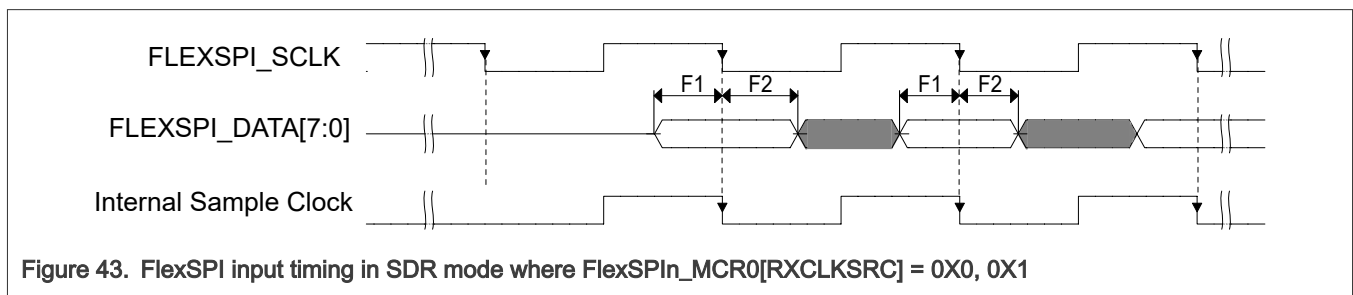 FLEXSPI_SCLK
F1 F2 F1 F2
FLEXSPI_DATA[7:0]
Internal Sample Clock
Figure 43. FlexSPI input timing in SDR mode where FlexSPIn_MCR0[RXCLKSRC] = 0X0, 0X1